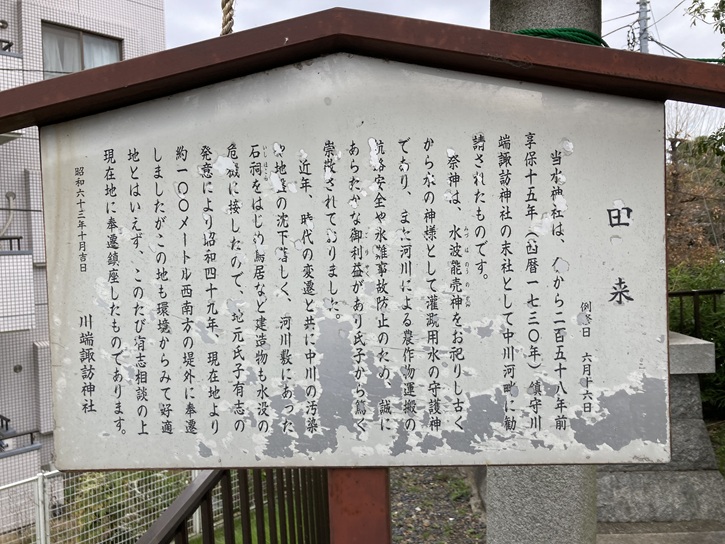 由来
例祭日 六月十六日
当水神社は、今から二百五十八年前
享保十五年（西暦一七三〇年）鎮守川
端諏訪神社の末社として中川河畔に勧
請されたものです。
祭神は、水波能売神をお祀りし古く
みづはのうのかみ
から水の神様として灌漑用水の守護神
であり、また河川による農作物運搬の
航路安全や水難事故防止のため、誠に
あらたかな御利益があり氏子から篤く
崇敬されておりました。
近年、時代の変遷と共に中川の汚染
や地盤の沈下著しく、河川敷にあった
石祠をはじめ鳥居など建造物も水没の
危機に接したので、地元氏子有志の
発意により昭和四十九年、現在地より
約一〇〇メートル西南方の堤外に奉遷
しましたがこの地も環境からみて好適
地とはいえず、このたび有志相談の上
現在地に奉遷鎮座したものであります。
昭和六十三年十月吉日
川端諏訪神社